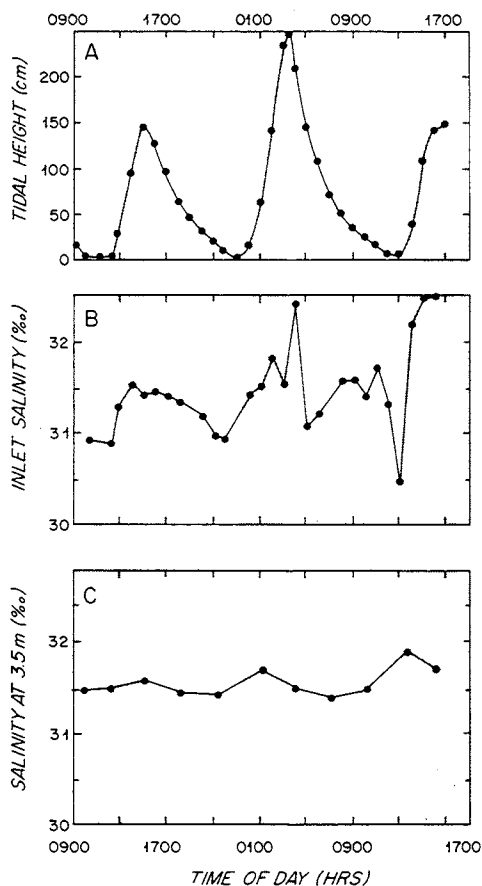 0900 1700 0100 0900 1700
A
200
150
100
50
0
TIDAL HEIGHT (cm)
B
32
31
30
INLET SALINITY (‰)
C
32
31
30
SALINITY AT 3.5m (‰)
0900 1700 0100 0900 1700
TIME OF DAY (HRS)